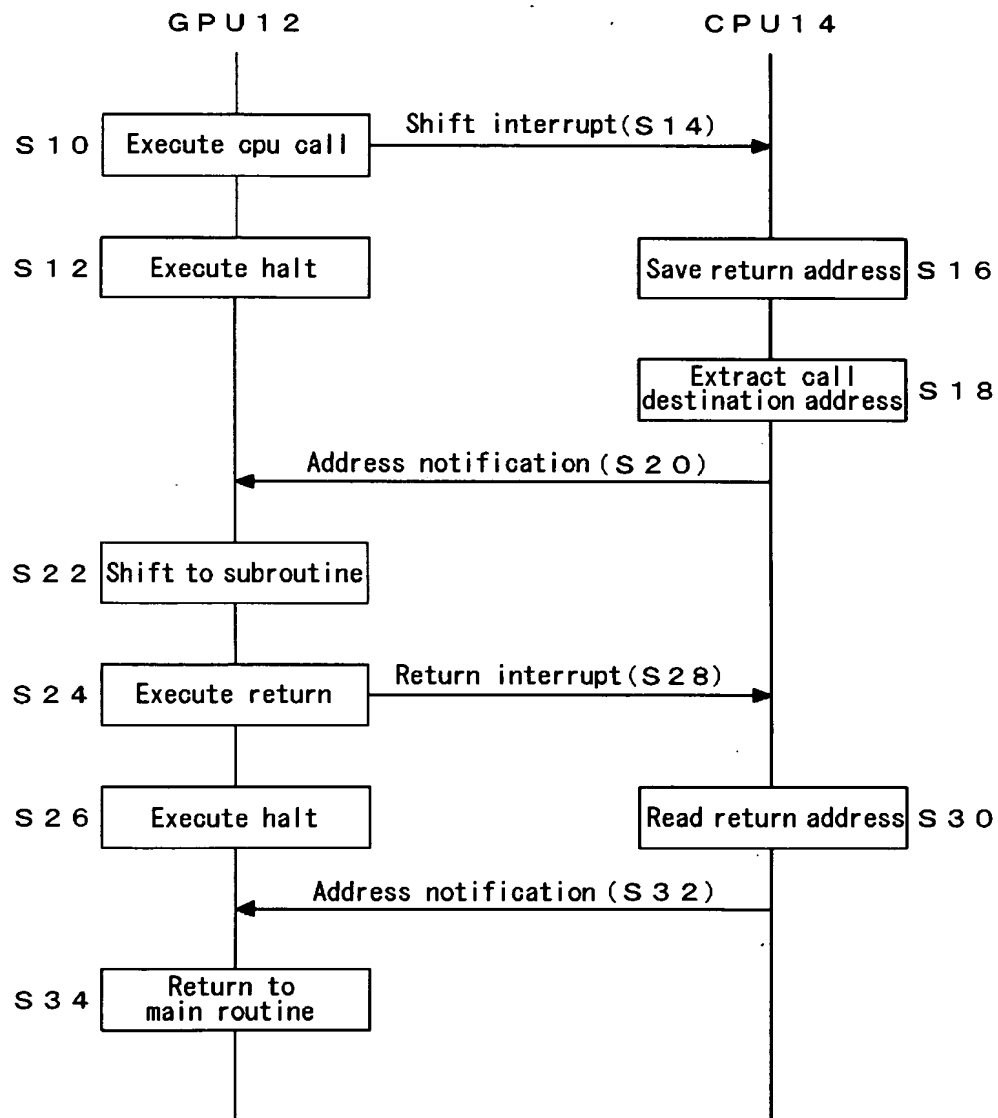 GPU12 CPU14
S10 Execute cpu call Shift interrupt(S14)
S12 Execute halt Save return address S16
Extract call
destination address S18
Address notification(S20)
S22 Shift to subroutine
S24 Execute return Return interrupt(S28)
S26 Execute halt Read return address S30
Address notification(S32)
S34 Return to
main routine